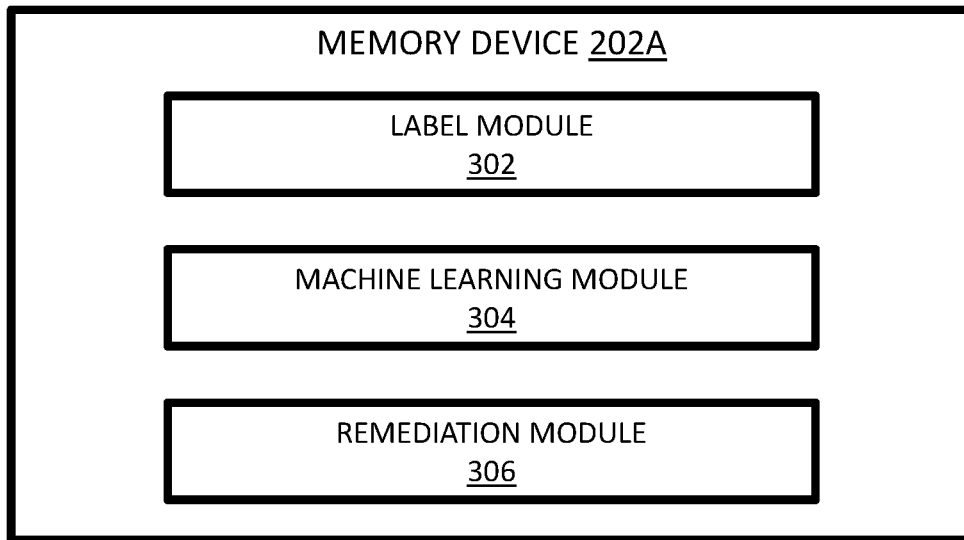 MEMORY DEVICE 202A
LABEL MODULE
302
MACHINE LEARNING MODULE
304
REMEDIATION MODULE
306